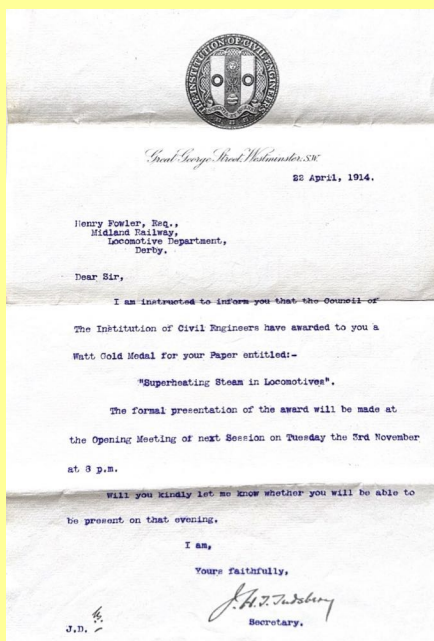 THE INSTITUTION OF CIVIL ENGINEERS
Great George Street, Westminster, S.W.
22 April, 1914.
Henry Fowler, Esq.,
Midland Railway,
Locomotive Department,
Derby.
Dear Sir,
I am instructed to inform you that the Council of
The Institution of Civil Engineers have awarded to you a
Watt Gold Medal for your Paper entitled:-
"Superheating Steam in Locomotives".
The formal presentation of the award will be made at
the Opening Meeting of next Session on Tuesday the 3rd November
at 8 p.m.
Will you kindly let me know whether you will be able to
be present on that evening.
I am,
Yours faithfully,
J. H. T. Tudsbery
Secretary.
J.D.